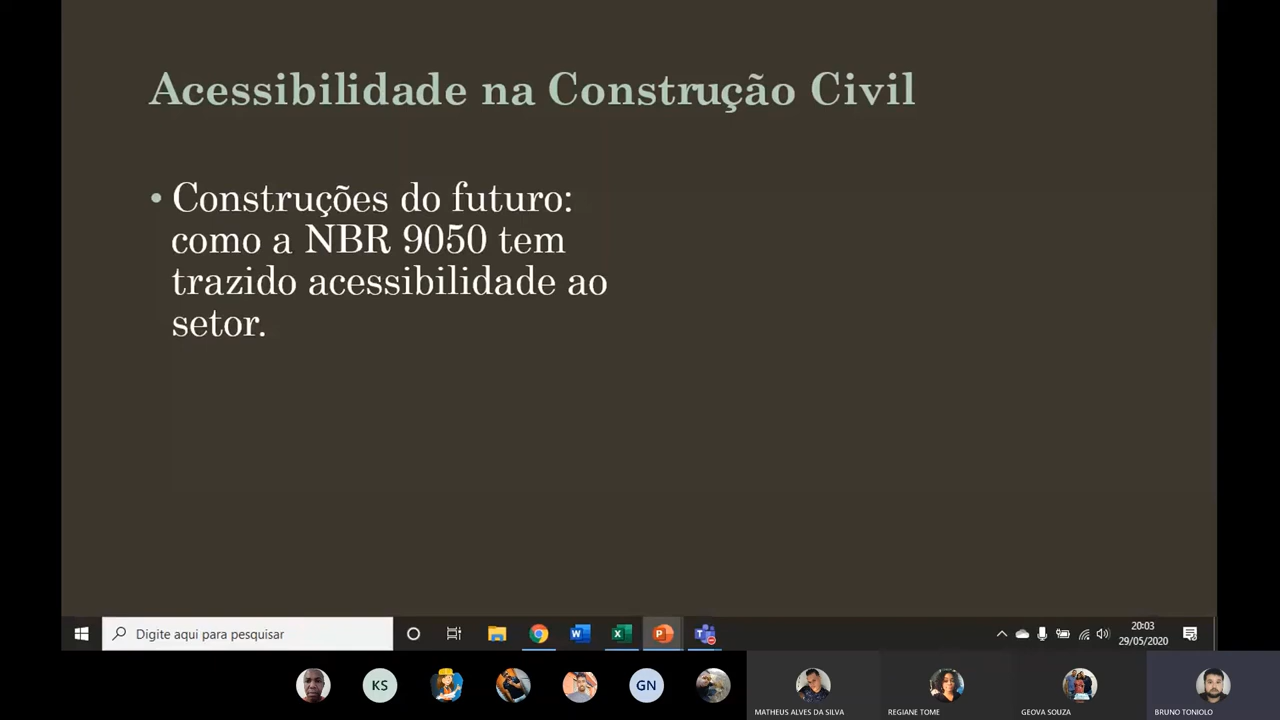 Acessibilidade na Construção Civil
• Construções do futuro:
como a NBR 9050 tem
trazido acessibilidade ao
setor.
Digite aqui para pesquisar
20:03
29/05/2020
KS
GN
MATHEUS ALVES DA SILVA
REGIANE TOME
GEOVA SOUZA
BRUNO TONIOLO